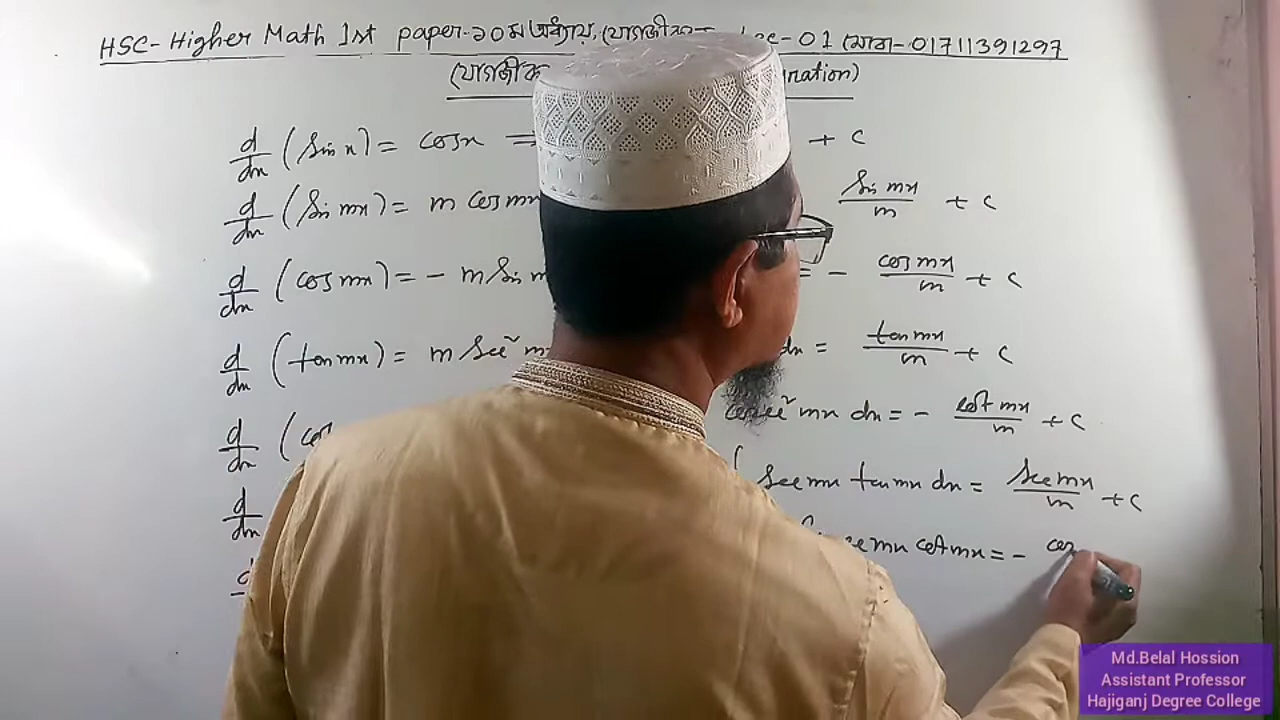 HSC- Higher Math 1st paper-১০ম অধ্যায়, (যোগজীকরণ Lec-01 মোবা-01711391297
(যোগজীক gration)
d/dx (Sin x) = cosx ⇒ + c
d/dx (Sin mx) = m cos mx Sin mx/m + c
d/dx (cos mx) = - m Sin m = - cos mx/m + c
d/dx (tan mx) = m Sec² m dx = tan mx/m + c
d/dx (co cosec² mx dx = - cot mx/m + c
d/dx ∫ Sec mx tan mx dx = Sec mx/m + c
d ec mx cot mx = - cos
Md.Belal Hossion
Assistant Professor
Hajiganj Degree College